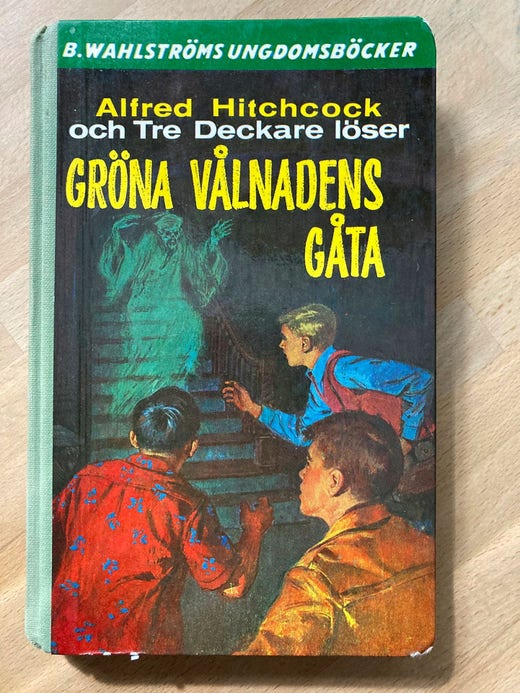 B. WAHLSTRÖMS UNGDOMSBÖCKER
Alfred Hitchcock
och Tre Deckare löser
GRÖNA VÅLNADENS
GÅTA